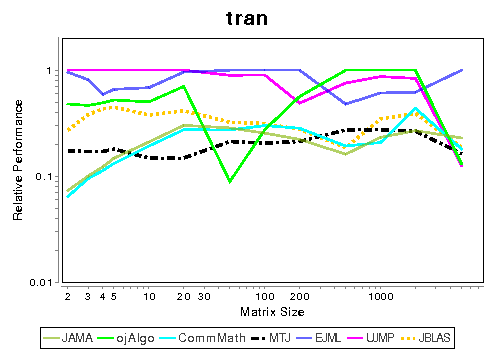 tran
Relative Performance
1
0.1
0.01
2 3 4 5 10 20 30 100 200 1000
Matrix Size
JAMA ojAlgo CommMath MTJ EJML UJMP JBLAS